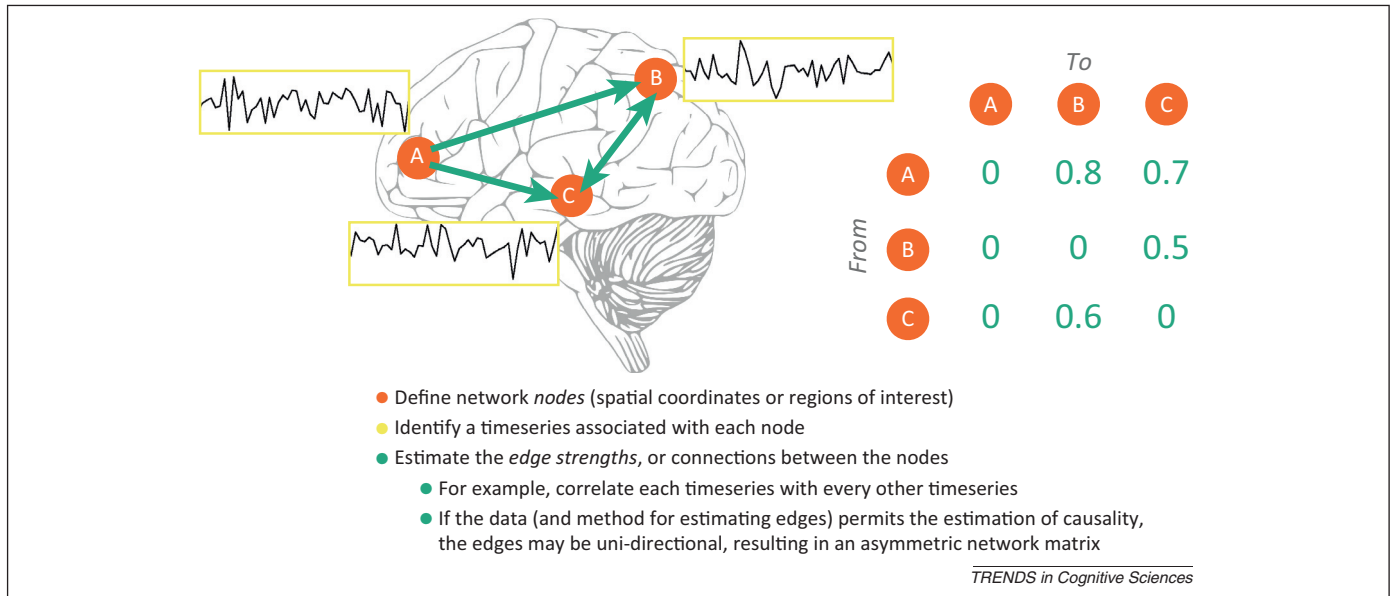 B
A
C
To
A B C
A 0 0.8 0.7
From
B 0 0 0.5
C 0 0.6 0
Define network nodes (spatial coordinates or regions of interest)
Identify a timeseries associated with each node
Estimate the edge strengths, or connections between the nodes
For example, correlate each timeseries with every other timeseries
If the data (and method for estimating edges) permits the estimation of causality,
the edges may be uni-directional, resulting in an asymmetric network matrix
TRENDS in Cognitive Sciences